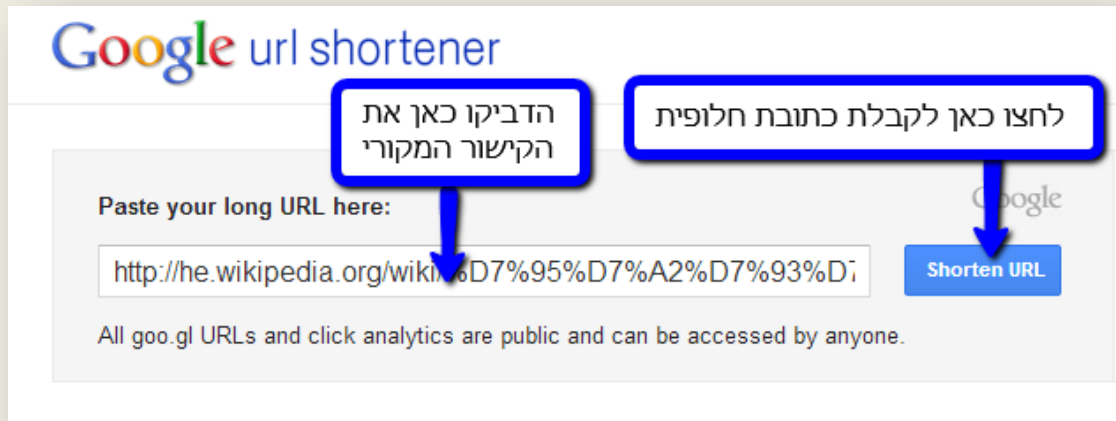 Google url shortener
הדביקו כאן את
הקישור המקורי
לחצו כאן לקבלת כתובת חלופית
Google
Paste your long URL here:
http://he.wikipedia.org/wiki/%D7%95%D7%A2%D7%93%D7
Shorten URL
All goo.gl URLs and click analytics are public and can be accessed by anyone.